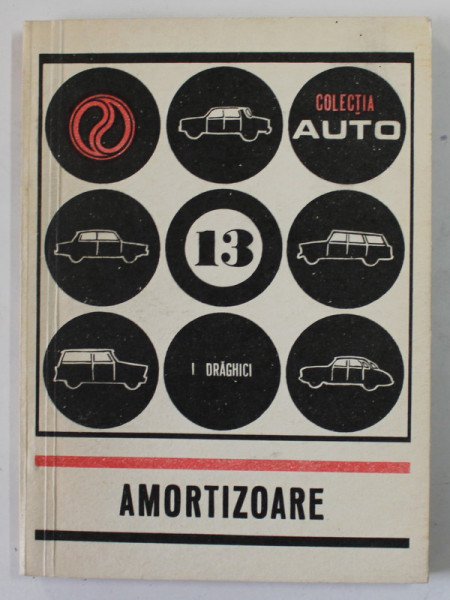 COLECȚIA
AUTO
13
I DRĂGHICI
AMORTIZOARE